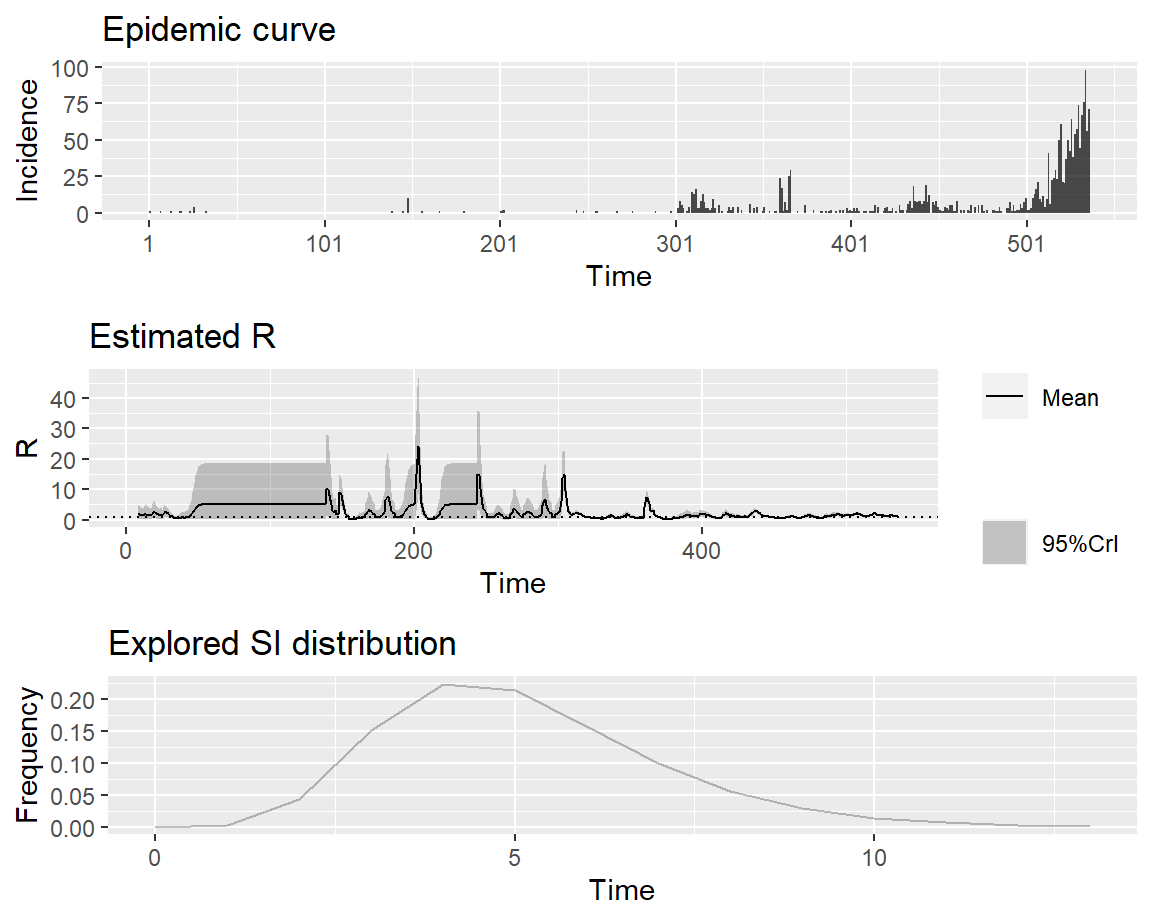 Epidemic curve
100
75
50
25
0
Incidence
1 101 201 301 401 501
Time
Estimated R
40
30
20
10
0
R
0 200 400
Time
Mean
95%CrI
Explored SI distribution
0.20
0.15
0.10
0.05
0.00
Frequency
0 5 10
Time